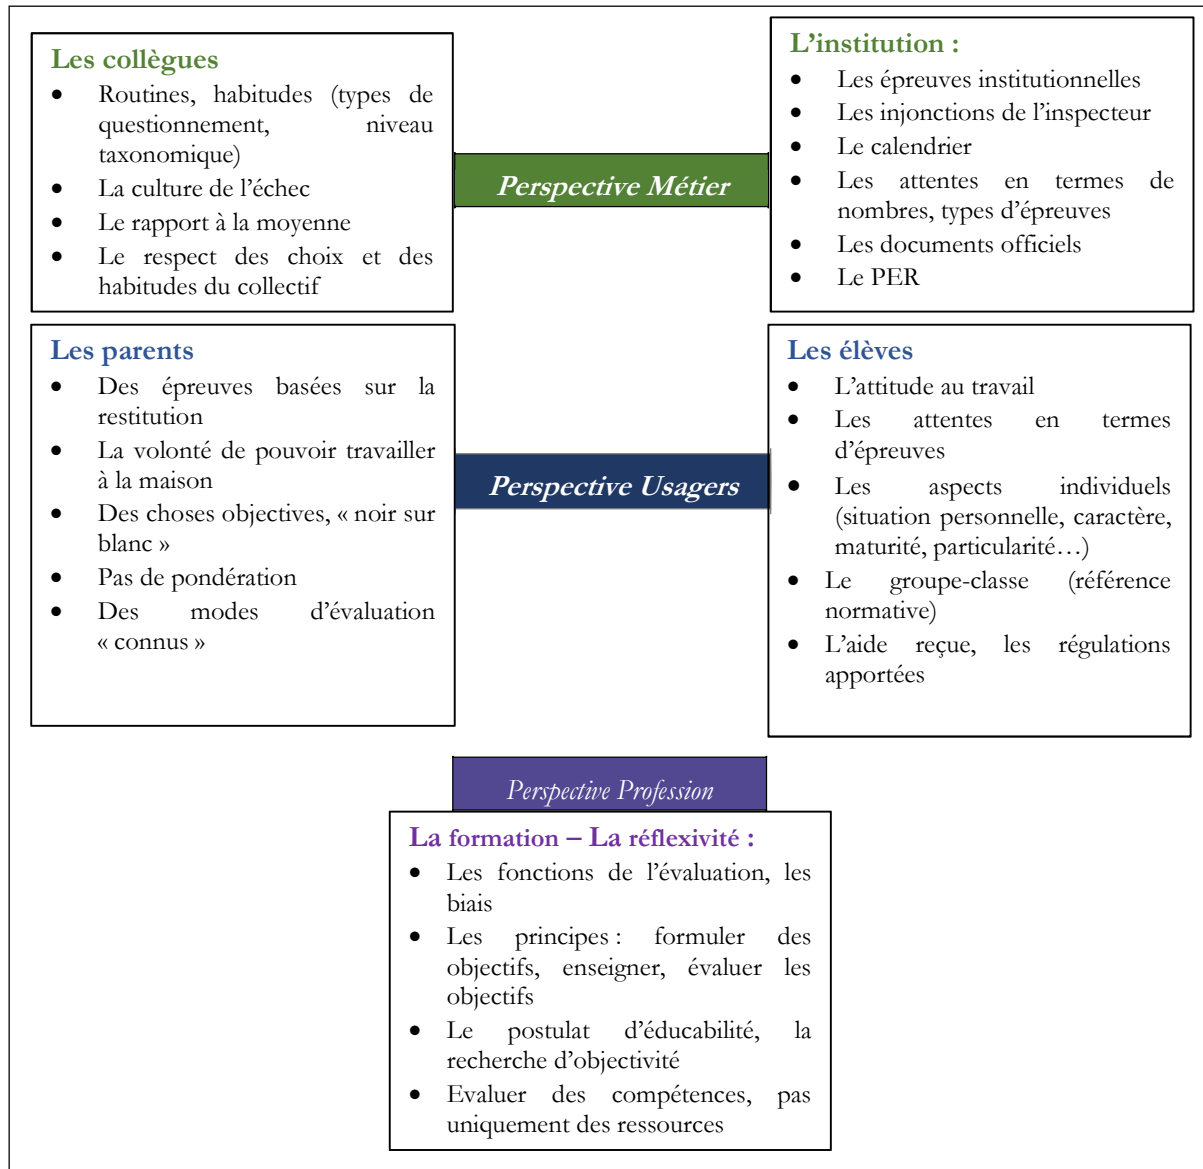 Les collègues
• Routines, habitudes (types de
questionnement, niveau
taxonomique)
• La culture de l'échec
• Le rapport à la moyenne
• Le respect des choix et des
habitudes du collectif
Perspective Métier
L'institution :
• Les épreuves institutionnelles
• Les injonctions de l'inspecteur
• Le calendrier
• Les attentes en termes de
nombres, types d'épreuves
• Les documents officiels
• Le PER
Les parents
• Des épreuves basées sur la
restitution
• La volonté de pouvoir travailler
à la maison
• Des choses objectives, « noir sur
blanc »
• Pas de pondération
• Des modes d'évaluation
« connus »
Perspective Usagers
Les élèves
• L'attitude au travail
• Les attentes en termes
d'épreuves
• Les aspects individuels
(situation personnelle, caractère,
maturité, particularité…)
• Le groupe-classe (référence
normative)
• L'aide reçue, les régulations
apportées
Perspective Profession
La formation – La réflexivité :
• Les fonctions de l'évaluation, les
biais
• Les principes : formuler des
objectifs, enseigner, évaluer les
objectifs
• Le postulat d'éducabilité, la
recherche d'objectivité
• Evaluer des compétences, pas
uniquement des ressources